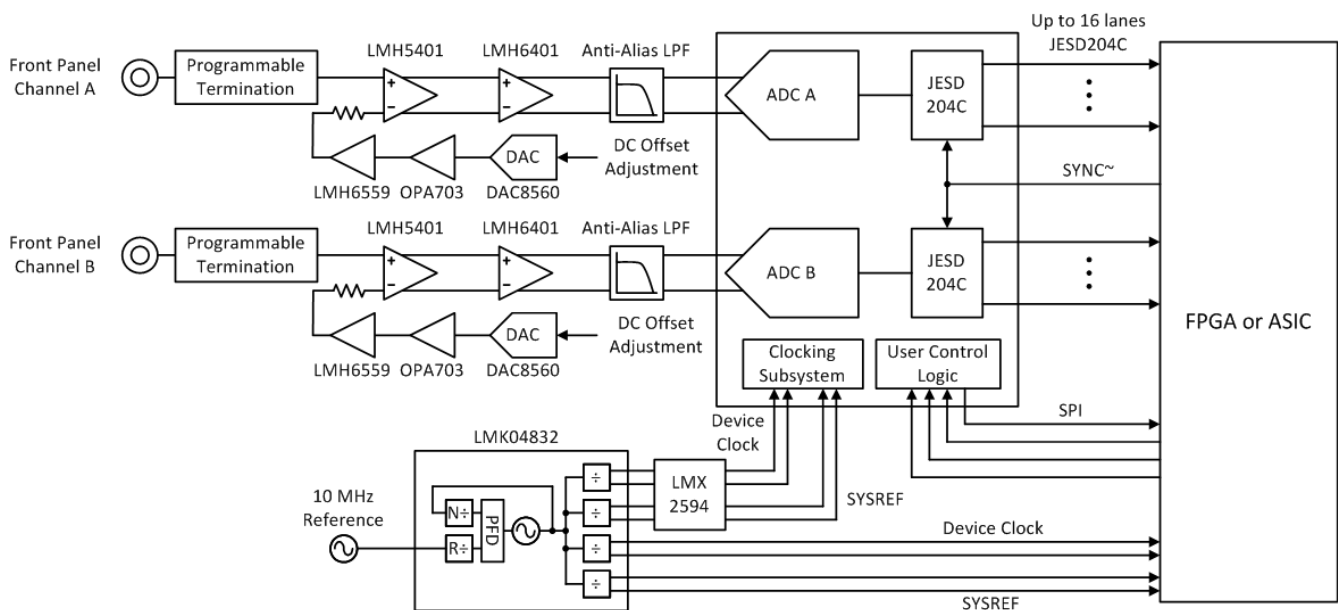 LMH5401 LMH6401 Anti-Alias LPF
Up to 16 lanes
JESD204C
Front Panel
Channel A
Programmable
Termination
+
−
+
−
ADC A
JESD
204C
DAC
DC Offset
Adjustment
LMH6559 OPA703 DAC8560
SYNC~
LMH5401 LMH6401 Anti-Alias LPF
Front Panel
Channel B
Programmable
Termination
+
−
+
−
ADC B
JESD
204C
DAC
DC Offset
Adjustment
LMH6559 OPA703 DAC8560
FPGA or ASIC
Clocking
Subsystem
User Control
Logic
SPI
Device
Clock
LMK04832
10 MHz
Reference
N÷
R÷
PFD
÷
÷
÷
÷
LMX
2594
SYSREF
Device Clock
SYSREF